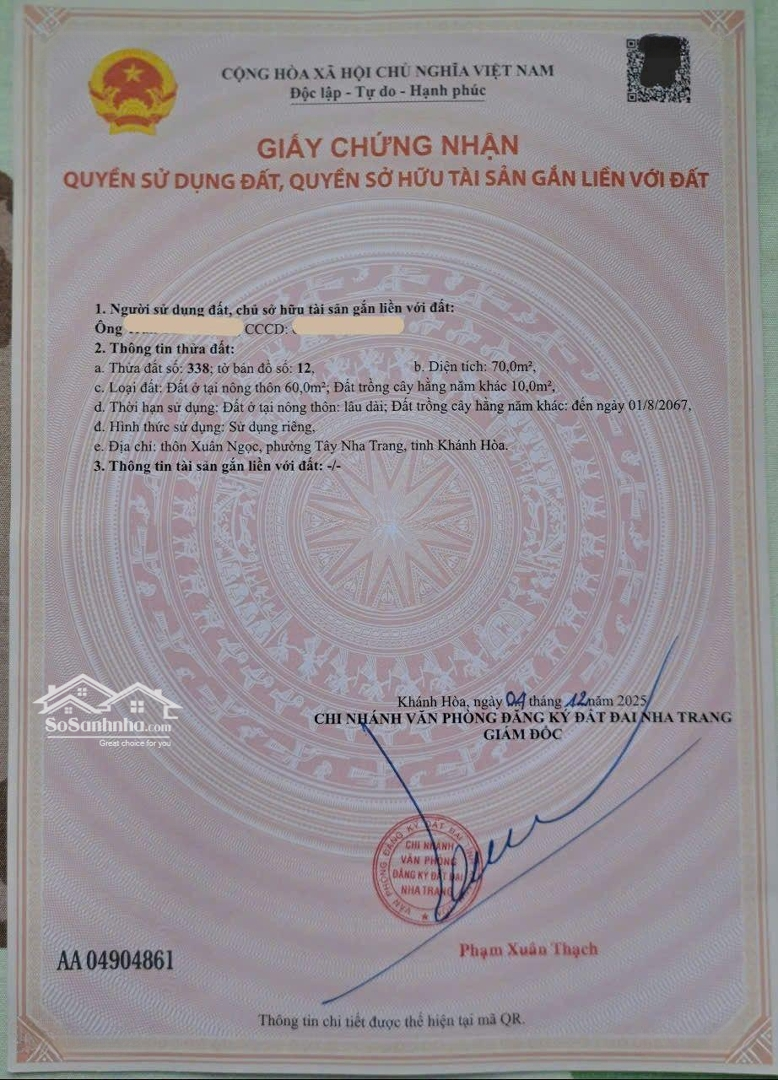 CỘNG HÒA XÃ HỘI CHỦ NGHĨA VIỆT NAM
Độc lập - Tự do - Hạnh phúc
GIẤY CHỨNG NHẬN
QUYỀN SỬ DỤNG ĐẤT, QUYỀN SỞ HỮU TÀI SẢN GẮN LIỀN VỚI ĐẤT
1. Người sử dụng đất, chủ sở hữu tài sản gắn liền với đất:
Ông CCCD:
2. Thông tin thửa đất:
a. Thửa đất số: 338; tờ bản đồ số: 12, b. Diện tích: 70,0m²,
c. Loại đất: Đất ở tại nông thôn 60,0m²; Đất trồng cây hằng năm khác 10,0m²,
d. Thời hạn sử dụng: Đất ở tại nông thôn: lâu dài; Đất trồng cây hằng năm khác: đến ngày 01/8/2067,
đ. Hình thức sử dụng: Sử dụng riêng,
e. Địa chỉ: thôn Xuân Ngọc, phường Tây Nha Trang, tỉnh Khánh Hòa.
3. Thông tin tài sản gắn liền với đất: -/-
Khánh Hòa, ngày tháng 12 năm 2025
CHI NHÁNH VĂN PHÒNG ĐĂNG KÝ ĐẤT ĐAI NHA TRANG
GIÁM ĐỐC
SoSanhnha.com
Great choice for you
CHI NHÁNH
VĂN PHÒNG
ĐĂNG KÝ ĐẤT ĐAI
NHA TRANG
Phạm Xuân Thạch
AA 04904861
Thông tin chi tiết được thể hiện tại mã QR.